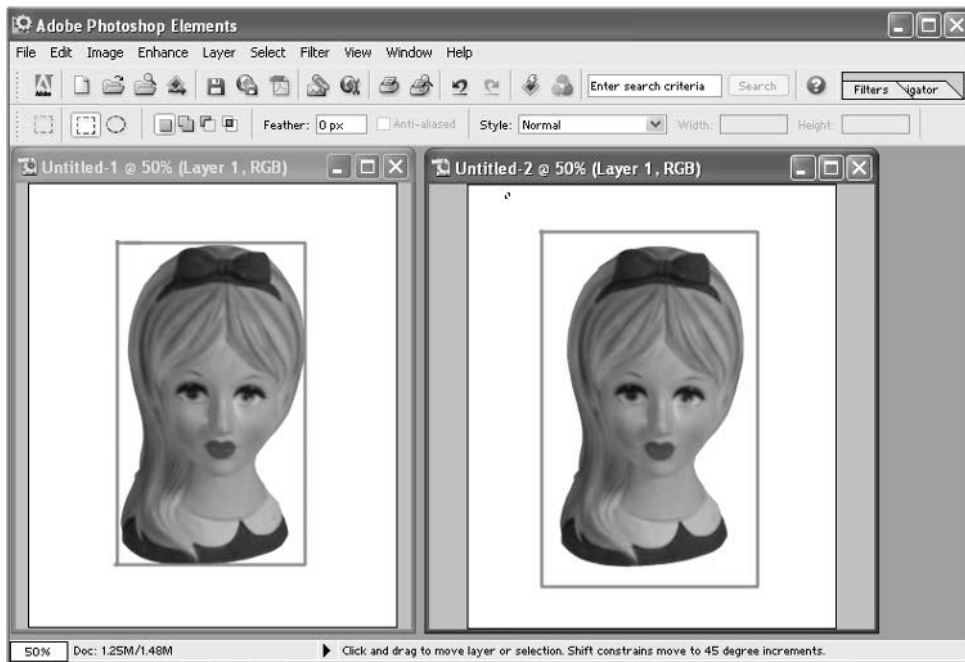 Adobe Photoshop Elements
File Edit Image Enhance Layer Select Filter View Window Help
Adobe Enter search criteria Search Filters igator
Feather: 0 px Anti-aliased Style: Normal Width: Height:
Untitled-1 @ 50% (Layer 1, RGB)
Untitled-2 @ 50% (Layer 1, RGB)
50% Doc: 1.25M/1.48M Click and drag to move layer or selection. Shift constrains move to 45 degree increments.